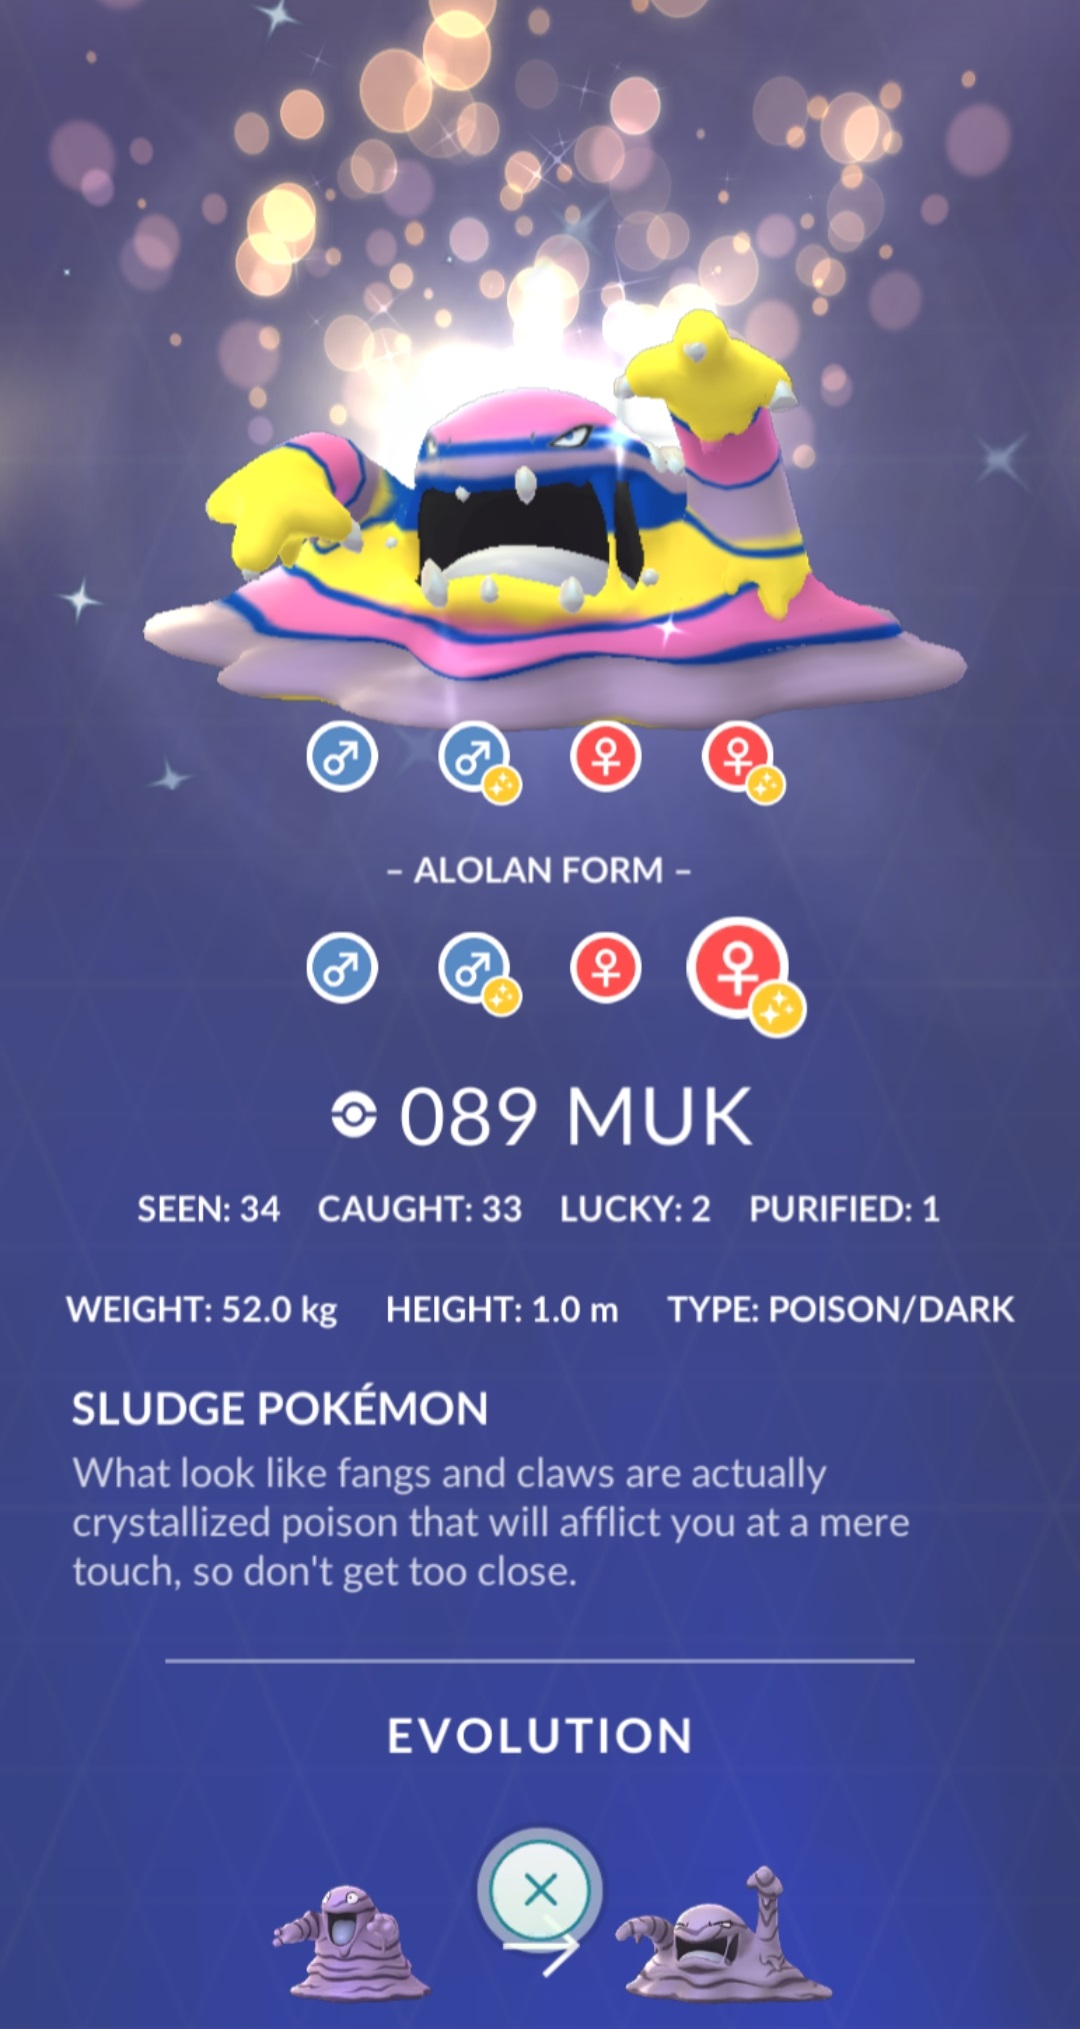 – ALOLAN FORM –
089 MUK
SEEN: 34 CAUGHT: 33 LUCKY: 2 PURIFIED: 1
WEIGHT: 52.0 kg HEIGHT: 1.0 m TYPE: POISON/DARK
SLUDGE POKÉMON
What look like fangs and claws are actually
crystallized poison that will afflict you at a mere
touch, so don't get too close.
EVOLUTION